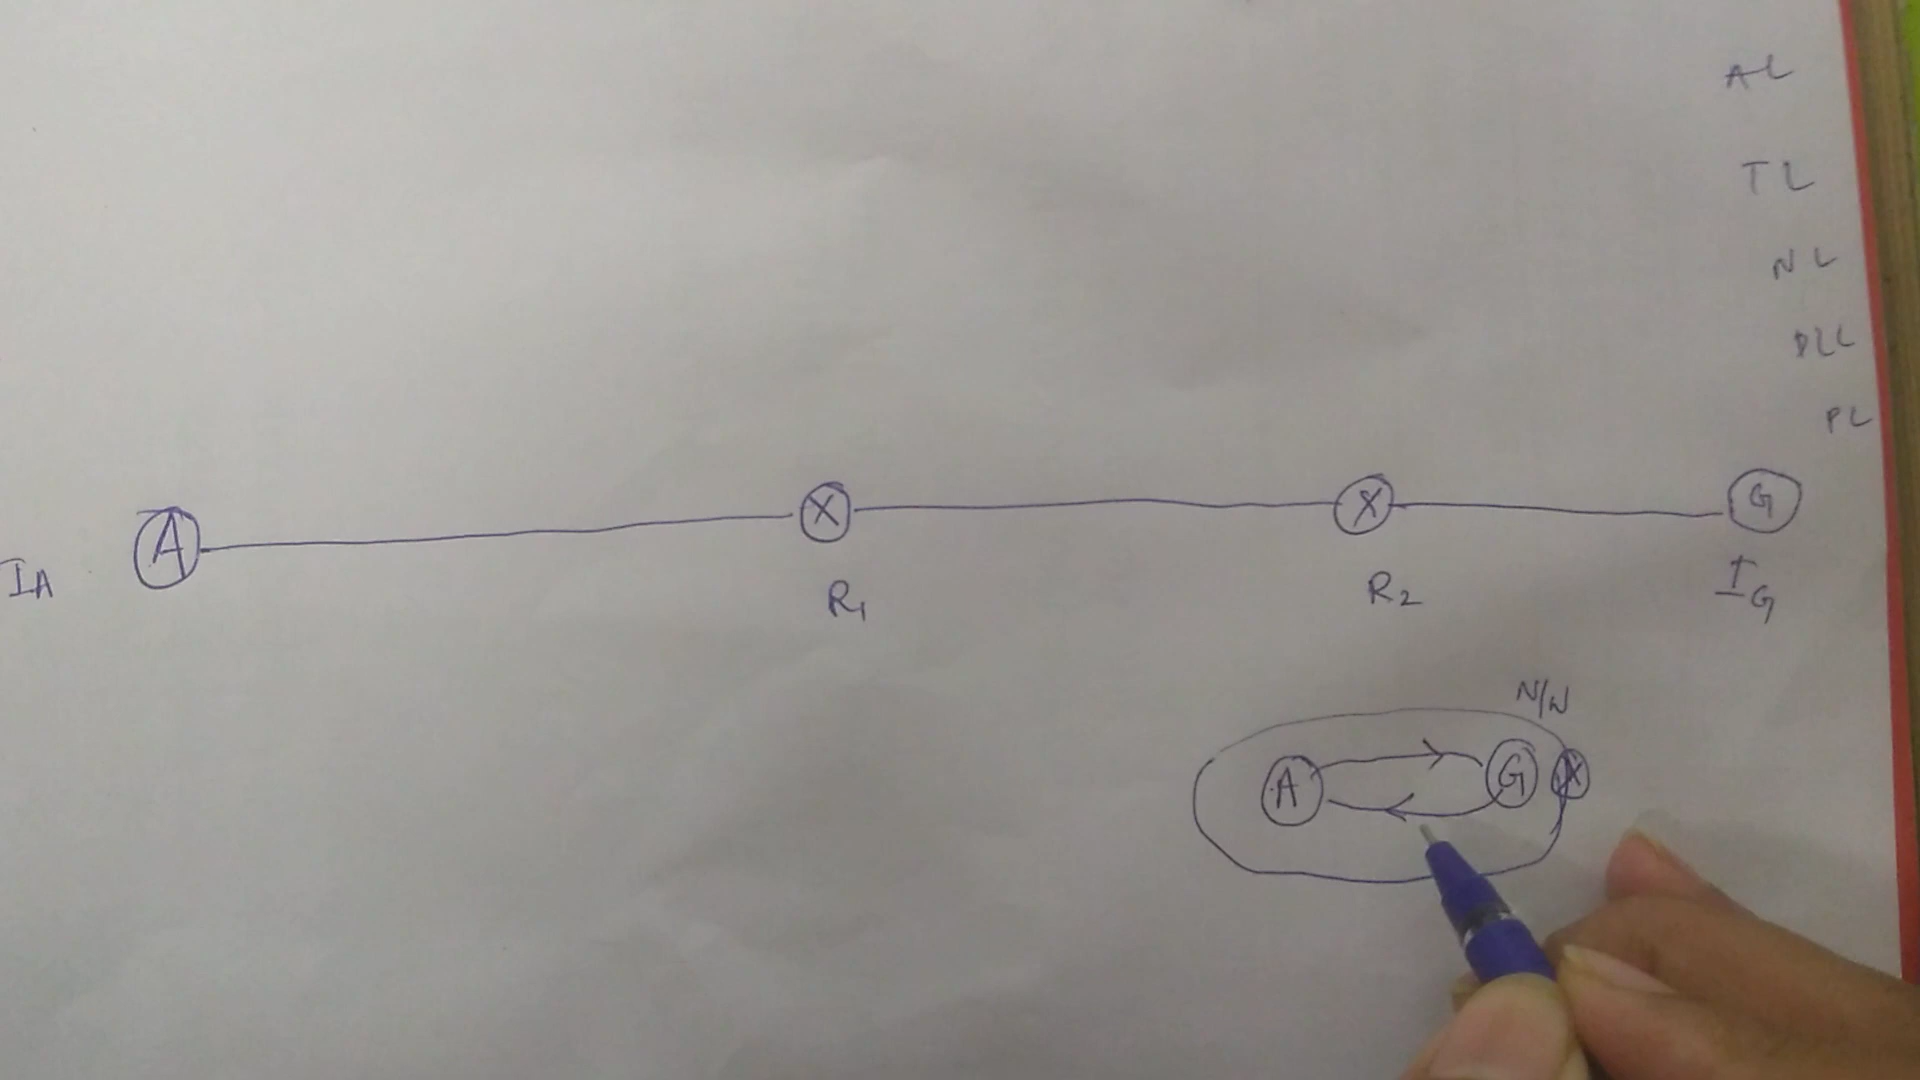 AL
TL
NL
DLL
PL
A X X G
IA R1 R2 IG
N/W
A G X